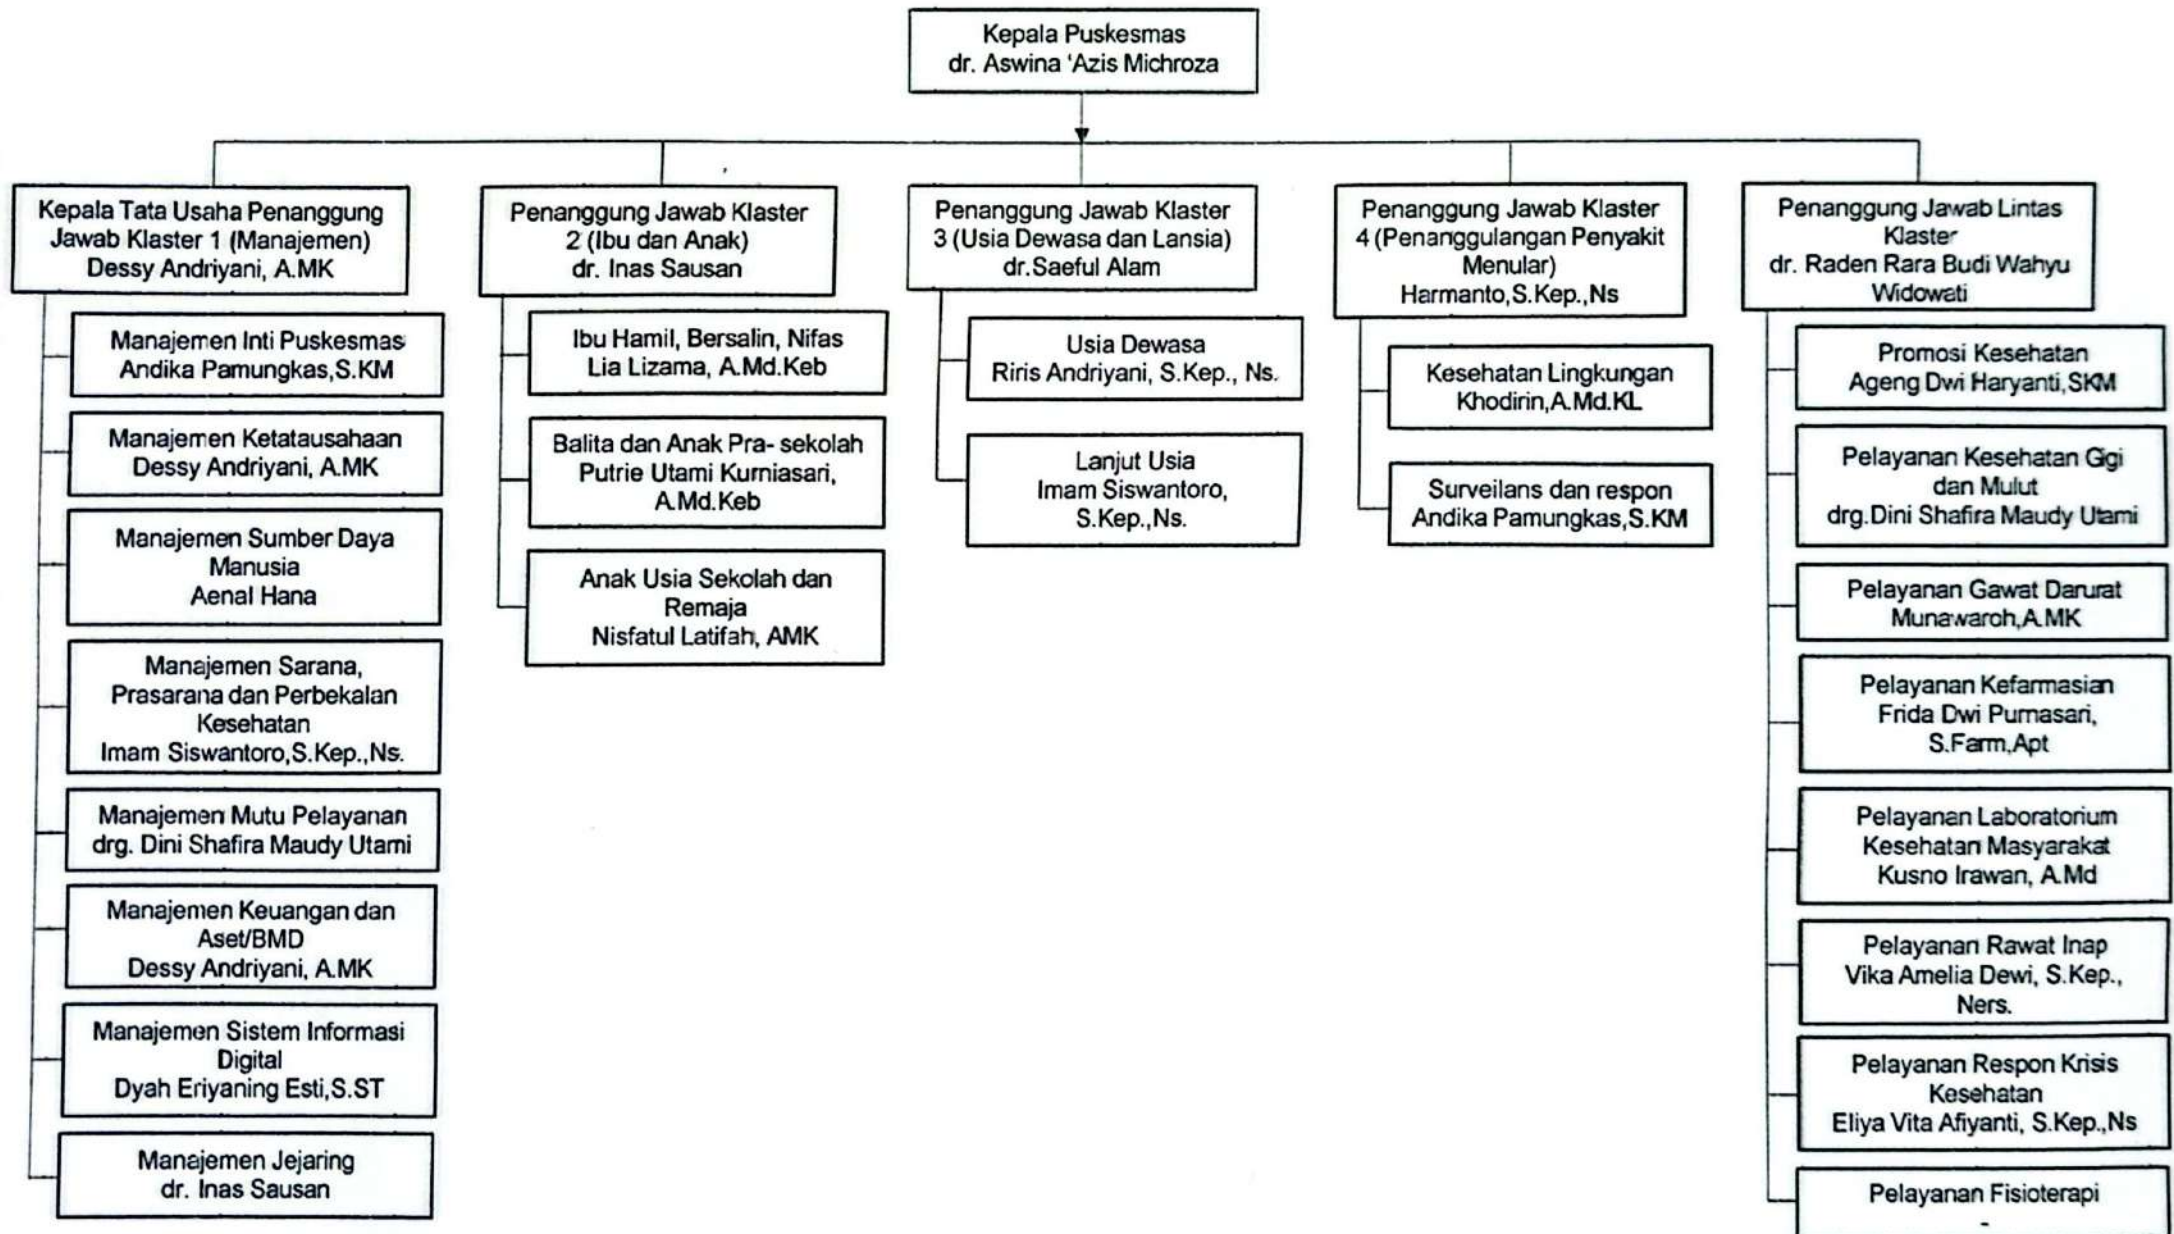 Kepala Puskesmas
dr. Aswina 'Azis Michroza
Kepala Tata Usaha Penanggung
Jawab Klaster 1 (Manajemen)
Dessy Andriyani, A.MK
Manajemen Inti Puskesmas
Andika Pamungkas,S.KM
Manajemen Ketatausahaan
Dessy Andriyani, A.MK
Manajemen Sumber Daya
Manusia
Aenal Hana
Manajemen Sarana,
Prasarana dan Perbekalan
Kesehatan
Imam Siswantoro,S.Kep.,Ns.
Manajemen Mutu Pelayanan
drg. Dini Shafira Maudy Utami
Manajemen Keuangan dan
Aset/BMD
Dessy Andriyani, A.MK
Manajemen Sistem Informasi
Digital
Dyah Eriyaning Esti,S.ST
Manajemen Jejaring
dr. Inas Sausan
Penanggung Jawab Klaster
2 (Ibu dan Anak)
dr. Inas Sausan
Ibu Hamil, Bersalin, Nifas
Lia Lizama, A.Md.Keb
Balita dan Anak Pra- sekolah
Putrie Utami Kurniasari,
A.Md.Keb
Anak Usia Sekolah dan
Remaja
Nisfatul Latifah, AMK
Penanggung Jawab Klaster
3 (Usia Dewasa dan Lansia)
dr.Saeful Alam
Usia Dewasa
Riris Andriyani, S.Kep., Ns.
Lanjut Usia
Imam Siswantoro,
S.Kep.,Ns.
Penanggung Jawab Klaster
4 (Penanggulangan Penyakit
Menular)
Harmanto,S.Kep.,Ns
Kesehatan Lingkungan
Khodirin,A.Md.KL
Surveilans dan respon
Andika Pamungkas,S.KM
Penanggung Jawab Lintas
Klaster
dr. Raden Rara Budi Wahyu
Widowati
Promosi Kesehatan
Ageng Dwi Haryanti,SKM
Pelayanan Kesehatan Gigi
dan Mulut
drg.Dini Shafira Maudy Utami
Pelayanan Gawat Darurat
Munawaroh,A.MK
Pelayanan Kefarmasian
Frida Dwi Purnasari,
S.Farm,Apt
Pelayanan Laboratorium
Kesehatan Masyarakat
Kusno Irawan, A.Md
Pelayanan Rawat Inap
Vika Amelia Dewi, S.Kep.,
Ners.
Pelayanan Respon Krisis
Kesehatan
Eliya Vita Afiyanti, S.Kep.,Ns
Pelayanan Fisioterapi
-